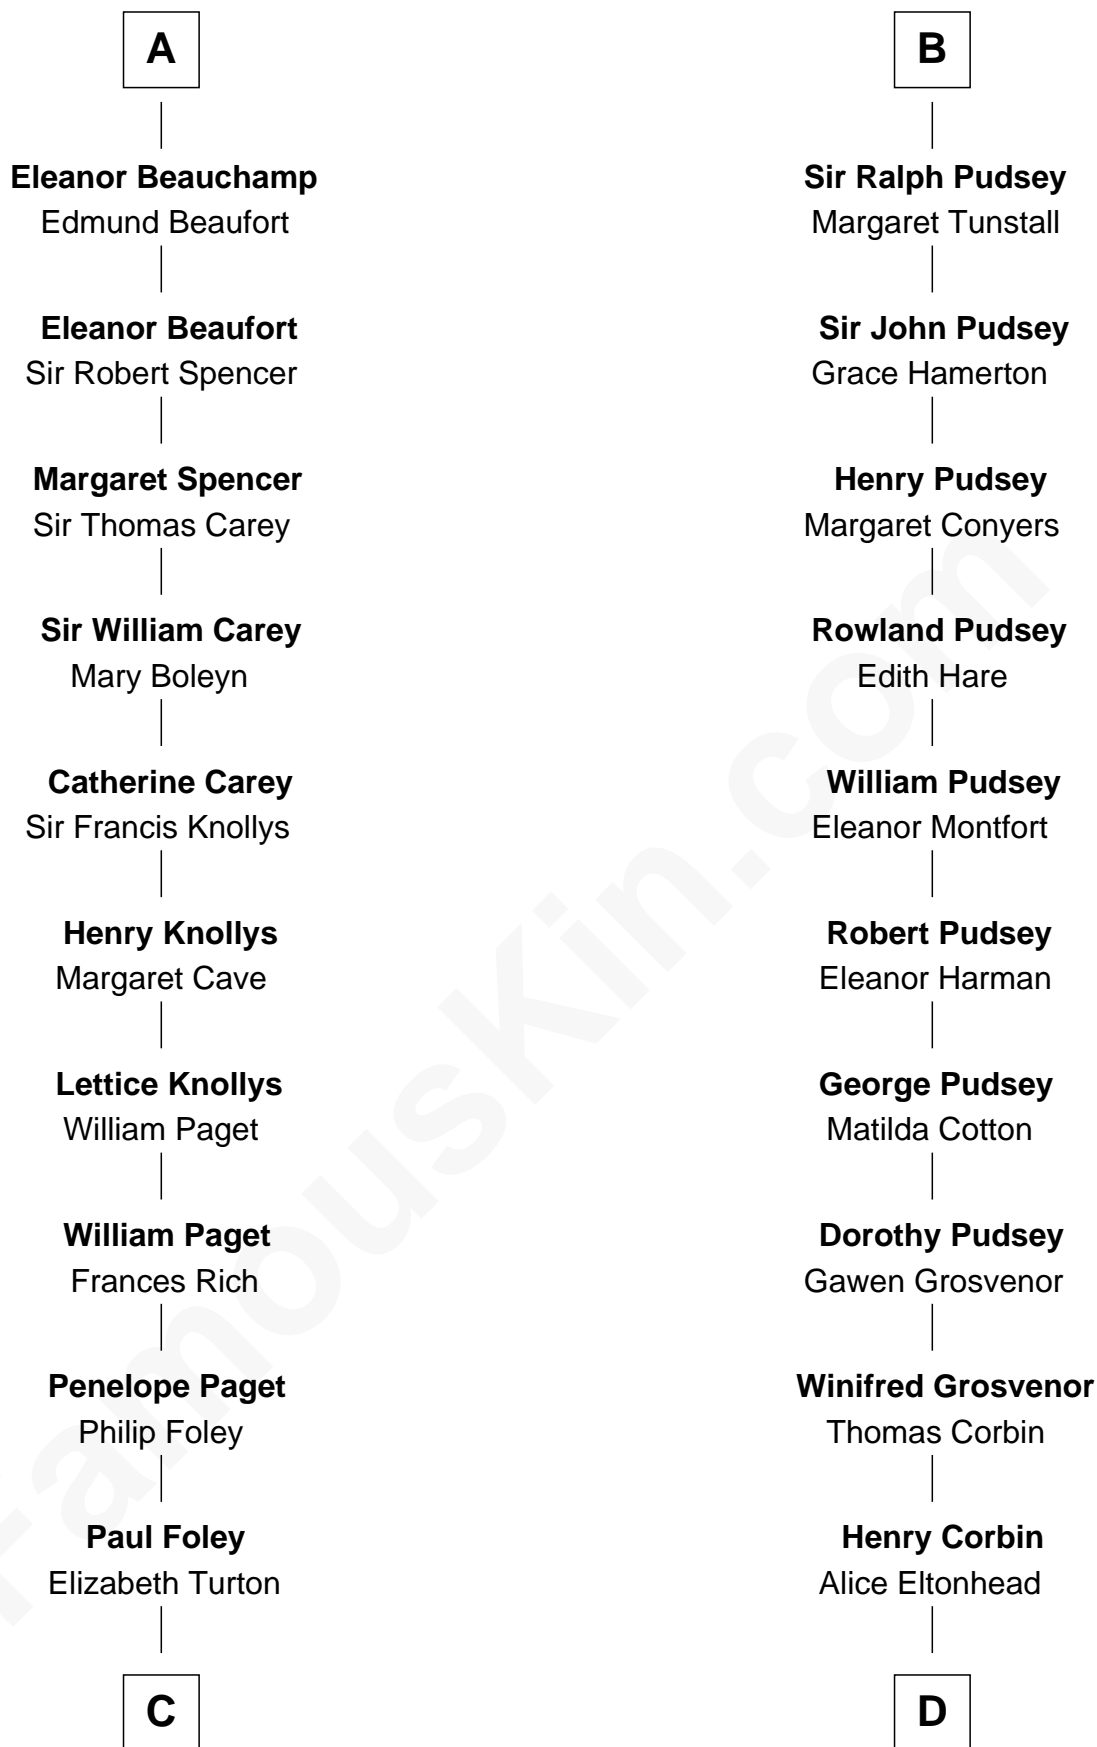 A
Eleanor Beauchamp
Edmund Beaufort
Eleanor Beaufort
Sir Robert Spencer
Margaret Spencer
Sir Thomas Carey
Sir William Carey
Mary Boleyn
Catherine Carey
Sir Francis Knollys
Henry Knollys
Margaret Cave
Lettice Knollys
William Paget
William Paget
Frances Rich
Penelope Paget
Philip Foley
Paul Foley
Elizabeth Turton
C
B
Sir Ralph Pudsey
Margaret Tunstall
Sir John Pudsey
Grace Hamerton
Henry Pudsey
Margaret Conyers
Rowland Pudsey
Edith Hare
William Pudsey
Eleanor Montfort
Robert Pudsey
Eleanor Harman
George Pudsey
Matilda Cotton
Dorothy Pudsey
Gawen Grosvenor
Winifred Grosvenor
Thomas Corbin
Henry Corbin
Alice Eltonhead
D
FamousKin.com